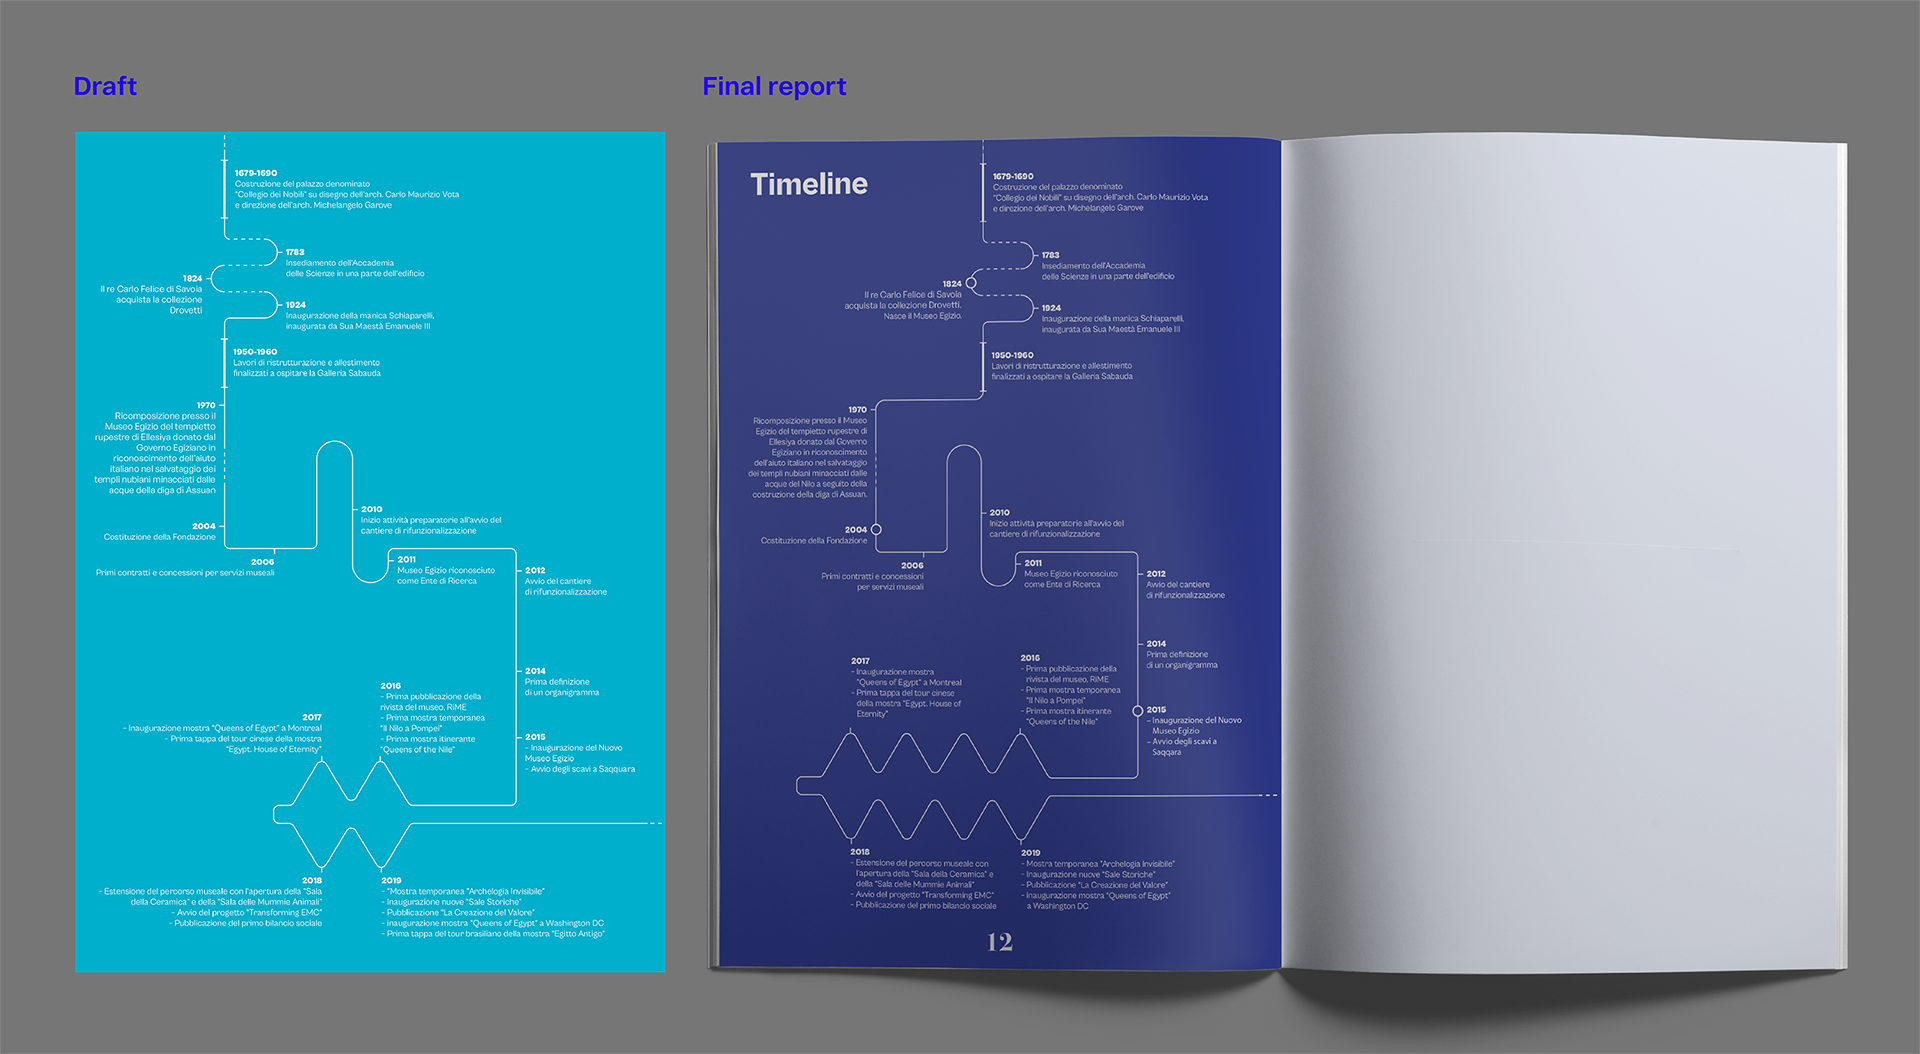 Draft
1679-1690
Costruzione del palazzo denominato
"Collegio dei Nobili" su disegno dell'arch. Carlo Maurizio Vota
e direzione dell'arch. Michelangelo Garove
1783
Insediamento dell'Accademia
delle Scienze in una parte dell'edificio
1824
Il re Carlo Felice di Savoia
acquista la collezione
Drovetti
1924
Inaugurazione della manica Schiaparelli,
inaugurata da Sua Maestà Emanuele III
1950-1960
Lavori di ristrutturazione e allestimento
finalizzati a ospitare la Galleria Sabauda
1970
Ricomposizione presso il
Museo Egizio del tempietto
rupestre di Ellesiya donato dal
Governo Egiziano in
riconoscimento dell'aiuto
italiano nel salvataggio dei
templi nubiani minacciati dalle
acque della diga di Assuan
2004
Costituzione della Fondazione
2006
Primi contratti e concessioni per servizi museali
2010
Inizio attività preparatorie all'avvio del
cantiere di rifunzionalizzazione
2011
Museo Egizio riconosciuto
come Ente di Ricerca
2012
Avvio del cantiere
di rifunzionalizzazione
2014
Prima definizione
di un organigramma
2015
– Inaugurazione del Nuovo
Museo Egizio
– Avvio degli scavi a Saqquara
2016
– Prima pubblicazione della
rivista del museo, RiME
– Prima mostra temporanea
"Il Nilo a Pompei"
– Prima mostra itinerante
"Queens of the Nile"
2017
– Inaugurazione mostra "Queens of Egypt" a Montreal
– Prima tappa del tour cinese della mostra
"Egypt. House of Eternity"
2018
– Estensione del percorso museale con l'apertura della "Sala
della Ceramica" e della "Sala delle Mummie Animali"
– Avvio del progetto "Transforming EMC"
– Pubblicazione del primo bilancio sociale
2019
– "Mostra temporanea "Archelogia Invisibile"
– Inaugurazione nuove "Sale Storiche"
– Pubblicazione "La Creazione del Valore"
– inaugurazione mostra "Queens of Egypt" a Washington DC
– Prima tappa del tour brasiliano della mostra "Egitto Antigo"
Final report
Timeline
1679-1690
Costruzione del palazzo denominato
"Collegio dei Nobili" su disegno dell'arch. Carlo Maurizio Vota
e direzione dell'arch. Michelangelo Garove
1783
Insediamento dell'Accademia
delle Scienze in una parte dell'edificio
1824
Il re Carlo Felice di Savoia
acquista la collezione Drovetti.
Nasce il Museo Egizio.
1924
Inaugurazione della manica Schiaparelli,
inaugurata da Sua Maestà Emanuele III
1950-1960
Lavori di ristrutturazione e allestimento
finalizzati a ospitare la Galleria Sabauda
1970
Ricomposizione presso il Museo
Egizio del tempietto rupestre di
Ellesiya donato dal Governo
Egiziano in riconoscimento
dell'aiuto italiano nel salvataggio
dei templi nubiani minacciati dalle
acque del Nilo a seguito della
costruzione della diga di Assuan.
2004
Costituzione della Fondazione
2006
Primi contratti e concessioni
per servizi museali
2010
Inizio attività preparatorie all'avvio del
cantiere di rifunzionalizzazione
2011
Museo Egizio riconosciuto
come Ente di Ricerca
2012
Avvio del cantiere
di rifunzionalizzazione
2014
Prima definizione
di un organigramma
2015
– Inaugurazione del Nuovo
Museo Egizio
– Avvio degli scavi a
Saqqara
2016
– Prima pubblicazione della
rivista del museo, RiME
– Prima mostra temporanea
"Il Nilo a Pompei"
– Prima mostra itinerante
"Queens of the Nile"
2017
– Inaugurazione mostra
"Queens of Egypt" a Montreal
– Prima tappa del tour cinese
della mostra "Egypt. House of
Eternity"
2018
– Estensione del percorso museale con
l'apertura della "Sala della Ceramica" e
della "Sala delle Mummie Animali"
– Avvio del progetto "Transforming EMC"
– Pubblicazione del primo bilancio sociale
2019
– Mostra temporanea "Archelogia Invisibile"
– Inaugurazione nuove "Sale Storiche"
– Pubblicazione "La Creazione del Valore"
– inaugurazione mostra "Queens of Egypt"
a Washington DC
12